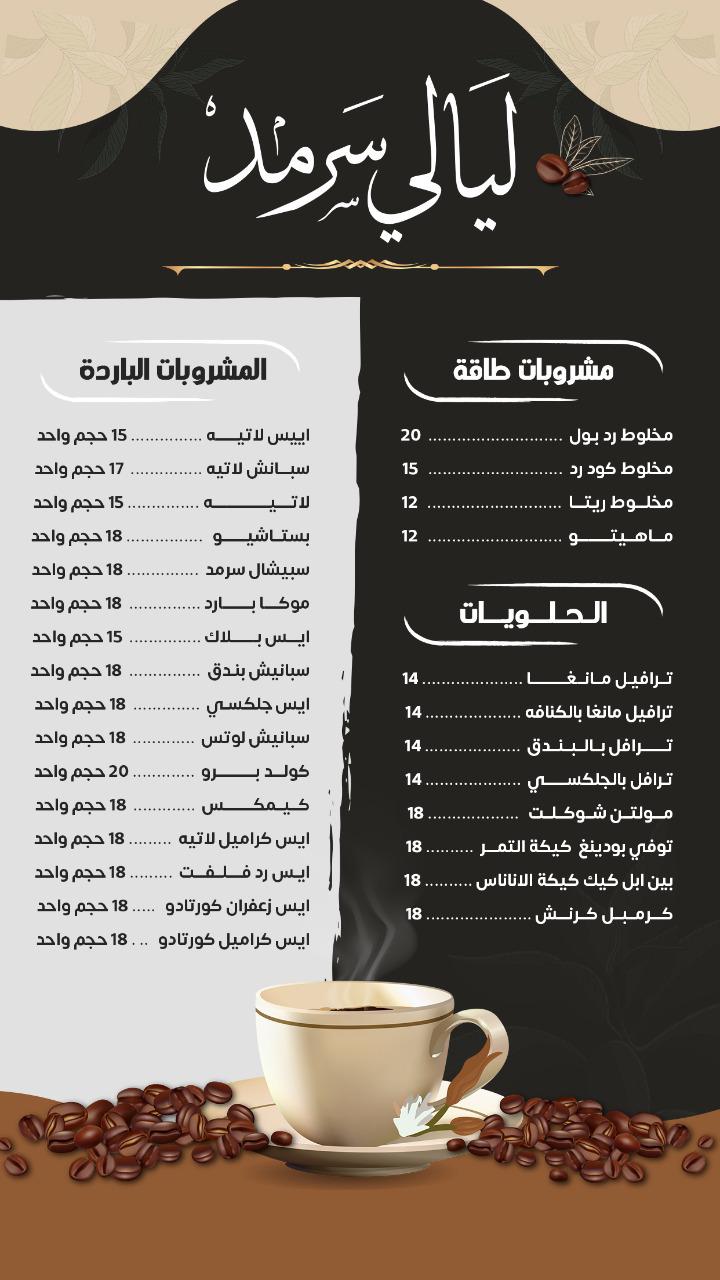 ليالي سرمد
مشروبات طاقة
مخلوط رد بول ........................ 20
مخلوط كود رد ....................... 15
مخلوط ريتا ........................ 12
ماهيتو ....................... 12
الحلويات
ترافيل مانغا ...................... 14
ترافيل مانغا بالكنافه ..................... 14
ترافل بالبندق .................... 14
ترافل بالجلكسي ................. 14
مولتن شوكلت .................. 18
توفي بودينغ كيكة التمر .......... 18
بين ابل كيك كيكة الاناناس .......... 18
كرمبل كرنش ...................... 18
المشروبات الباردة
اييس لاتيه ............... 15 حجم واحد
سبانش لاتيه ............... 17 حجم واحد
لاتيه ............... 15 حجم واحد
بستاشيو ................ 18 حجم واحد
سبيشال سرمد ............... 18 حجم واحد
موكا بارد ............... 18 حجم واحد
ايس بلاك ............... 15 حجم واحد
سبانيش بندق ............... 18 حجم واحد
ايس جلكسي .............. 18 حجم واحد
سبانيش لوتس ............. 18 حجم واحد
كولد برو ............. 20 حجم واحد
كيمكس ............. 18 حجم واحد
ايس كراميل لاتيه ......... 18 حجم واحد
ايس رد فلفت ......... 18 حجم واحد
ايس زعفران كورتادو ..... 18 حجم واحد
ايس كراميل كورتادو .. . 18 حجم واحد